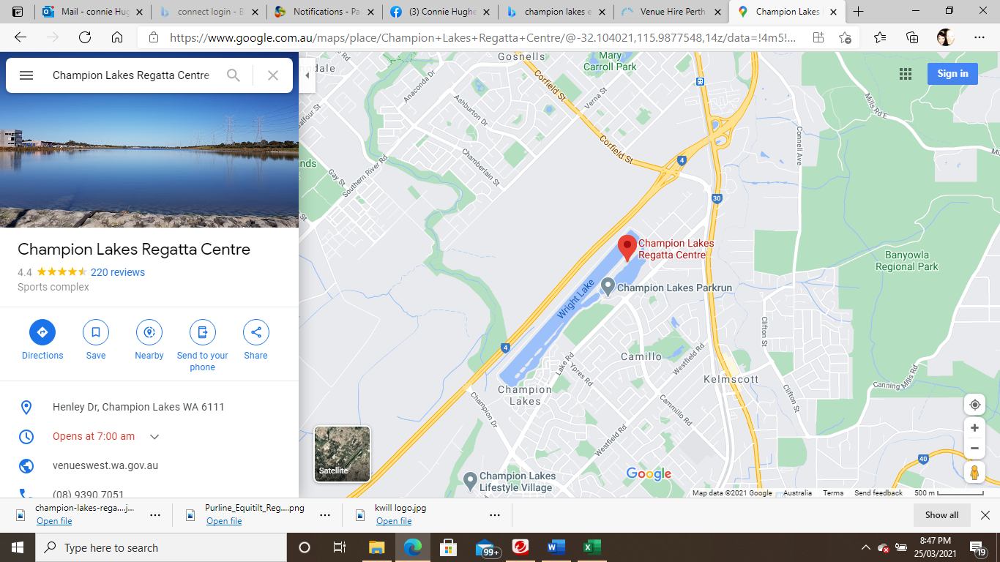 Mail - connie Hug
connect login - B
Notifications - Pa
(3) Connie Hughe
champion lakes e
Venue Hire Perth
Champion Lakes
https://www.google.com.au/maps/place/Champion+Lakes+Regatta+Centre/@-32.104021,115.9877548,14z/data=!4m5!...
Champion Lakes Regatta Centre
Sign in
Champion Lakes Regatta Centre
4.4 220 reviews
Sports complex
Directions
Save
Nearby
Send to your
phone
Share
Henley Dr, Champion Lakes WA 6111
Opens at 7:00 am
venueswest.wa.gov.au
(08) 9390 7051
ndale
Gosnells
Mary
Carroll Park
Anaconda Dr
Corfield St
Verna St
Ashburton Dr
balfour St
Corfield St
Chamberlain St
Southern River Rd
Gay St
nds
St
4
30
Connell Ave
Mills Rd E
Champion Lakes
Regatta Centre
Banyowla
Regional Park
Champion Lakes Parkrun
Wright Lake
4
Clifton St
Camillo
Westfield Rd
Lake Rd
Ypres Rd
Kelmscott
Canning Mills Rd
Clifton St
Champion
Lakes
Champion Dr
Camillo Rd
Westfield Rd
40
Satellite
Champion Lakes
Lifestyle Village
Google
Map data ©2021 Google
Australia
Terms
Send feedback
500 m
champion-lakes-rega....j...
Open file
Purline_Equitilt_Reg....png
Open file
kwill logo.jpg
Open file
Show all
Type here to search
99+
8:47 PM
25/03/2021
19